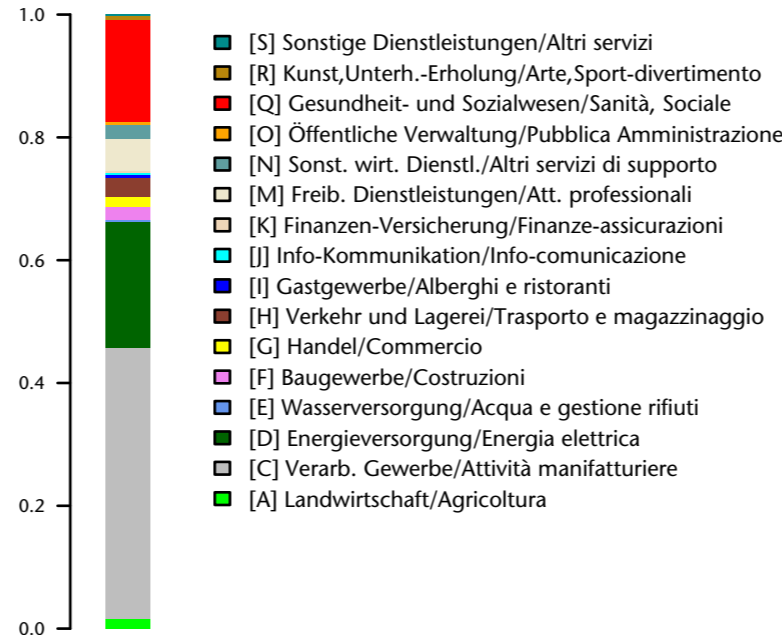 1.0
0.8
0.6
0.4
0.2
0.0
[S] Sonstige Dienstleistungen/Altri servizi
[R] Kunst,Unterh.-Erholung/Arte,Sport-divertimento
[Q] Gesundheit- und Sozialwesen/Sanità, Sociale
[O] Öffentliche Verwaltung/Pubblica Amministrazione
[N] Sonst. wirt. Dienstl./Altri servizi di supporto
[M] Freib. Dienstleistungen/Att. professionali
[K] Finanzen-Versicherung/Finanze-assicurazioni
[J] Info-Kommunikation/Info-comunicazione
[I] Gastgewerbe/Alberghi e ristoranti
[H] Verkehr und Lagerei/Trasporto e magazzinaggio
[G] Handel/Commercio
[F] Baugewerbe/Costruzioni
[E] Wasserversorgung/Acqua e gestione rifiuti
[D] Energieversorgung/Energia elettrica
[C] Verarb. Gewerbe/Attività manifatturiere
[A] Landwirtschaft/Agricoltura